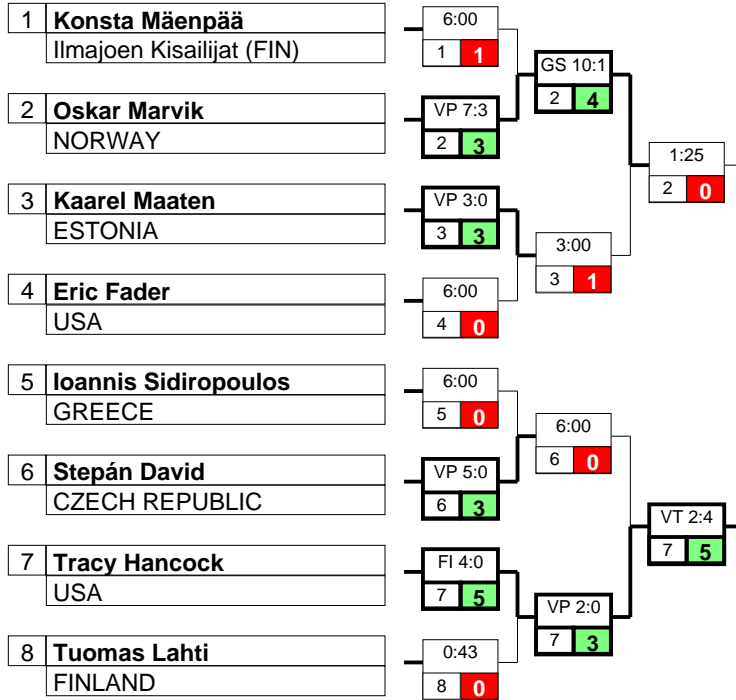 1 Konsta Mäenpää
Ilmajoen Kisailijat (FIN)
2 Oskar Marvik
NORWAY
3 Kaarel Maaten
ESTONIA
4 Eric Fader
USA
5 Ioannis Sidiropoulos
GREECE
6 Stepán David
CZECH REPUBLIC
7 Tracy Hancock
USA
8 Tuomas Lahti
FINLAND
6:00
1 1
VP 7:3
2 3
VP 3:0
3 3
6:00
4 0
6:00
5 0
VP 5:0
6 3
FI 4:0
7 5
0:43
8 0
GS 10:1
2 4
3:00
3 1
6:00
6 0
VP 2:0
7 3
1:25
2 0
VT 2:4
7 5